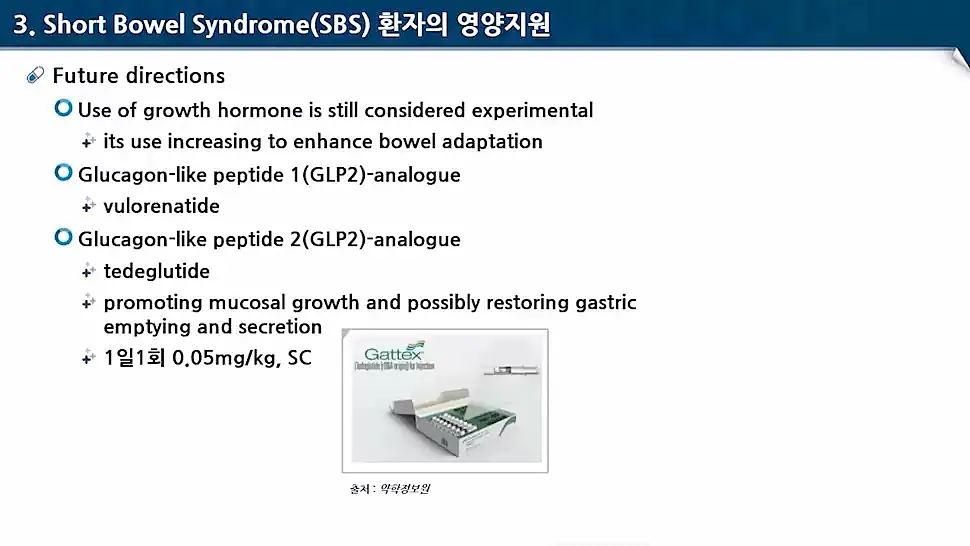 3. Short Bowel Syndrome(SBS) 환자의 영양지원
Future directions
Use of growth hormone is still considered experimental
its use increasing to enhance bowel adaptation
Glucagon-like peptide 1(GLP2)-analogue
vulorenatide
Glucagon-like peptide 2(GLP2)-analogue
tedeglutide
promoting mucosal growth and possibly restoring gastric
emptying and secretion
1일1회 0.05mg/kg, SC
Gattex
for Injection
출처 : 약학정보원